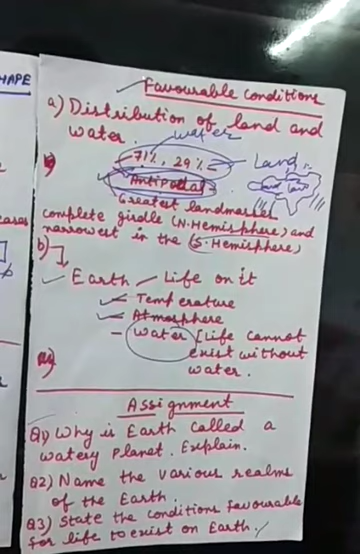 HAPE
Favourable Conditions
a) Distribution of land and
water.
water
71%, 29%
Land
Antipodal
Greatest landmasses
complete girdle (N. Hemisphere) and
narrowest in the (S. Hemisphere)
b)
Earth / Life on it
Temperature
Atmosphere
- Water [Life cannot
exist without
water.
Assignment
Q1) Why is Earth called a
watery Planet. Explain.
Q2) Name the various realms
of the Earth.
Q3) State the conditions favourable
for life to exist on Earth.